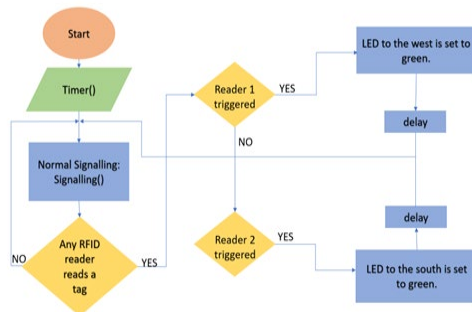 Start
Timer()
Normal Signalling:
Signalling()
Any RFID
reader
reads a
tag
NO
YES
Reader 1
triggered
YES
NO
Reader 2
triggered
YES
LED to the west is set to
green.
delay
delay
LED to the south is set
to green.